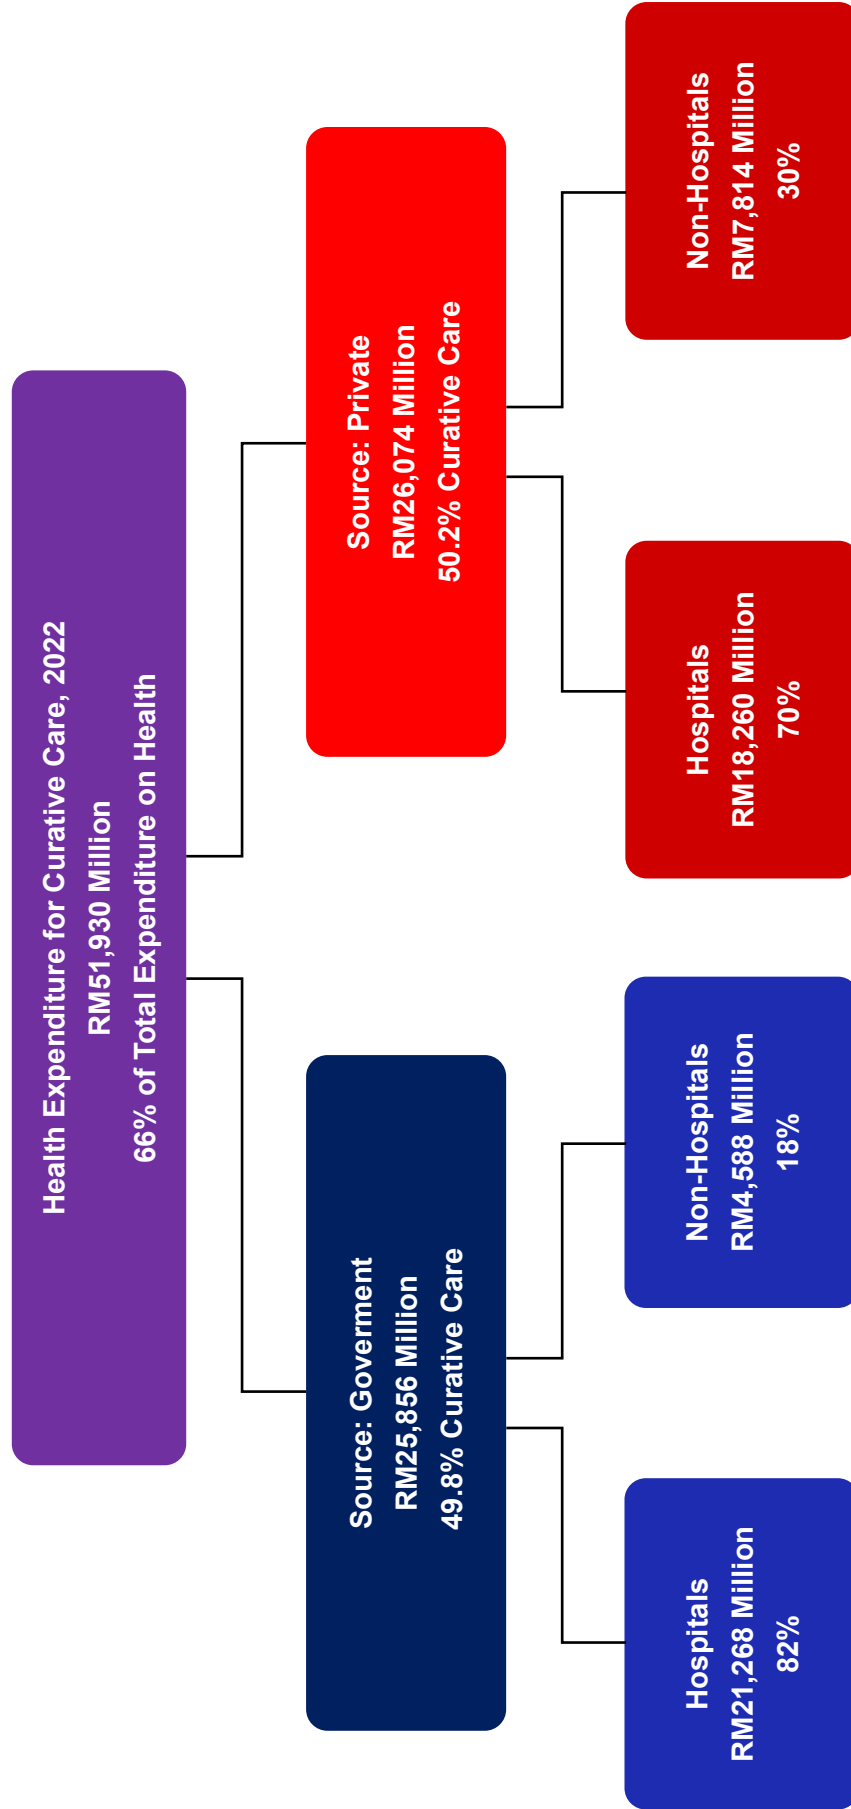 Health Expenditure for Curative Care, 2022
RM51,930 Million
66% of Total Expenditure on Health
Source: Goverment
RM25,856 Million
49.8% Curative Care
Source: Private
RM26,074 Million
50.2% Curative Care
Hospitals
RM21,268 Million
82%
Non-Hospitals
RM4,588 Million
18%
Hospitals
RM18,260 Million
70%
Non-Hospitals
RM7,814 Million
30%